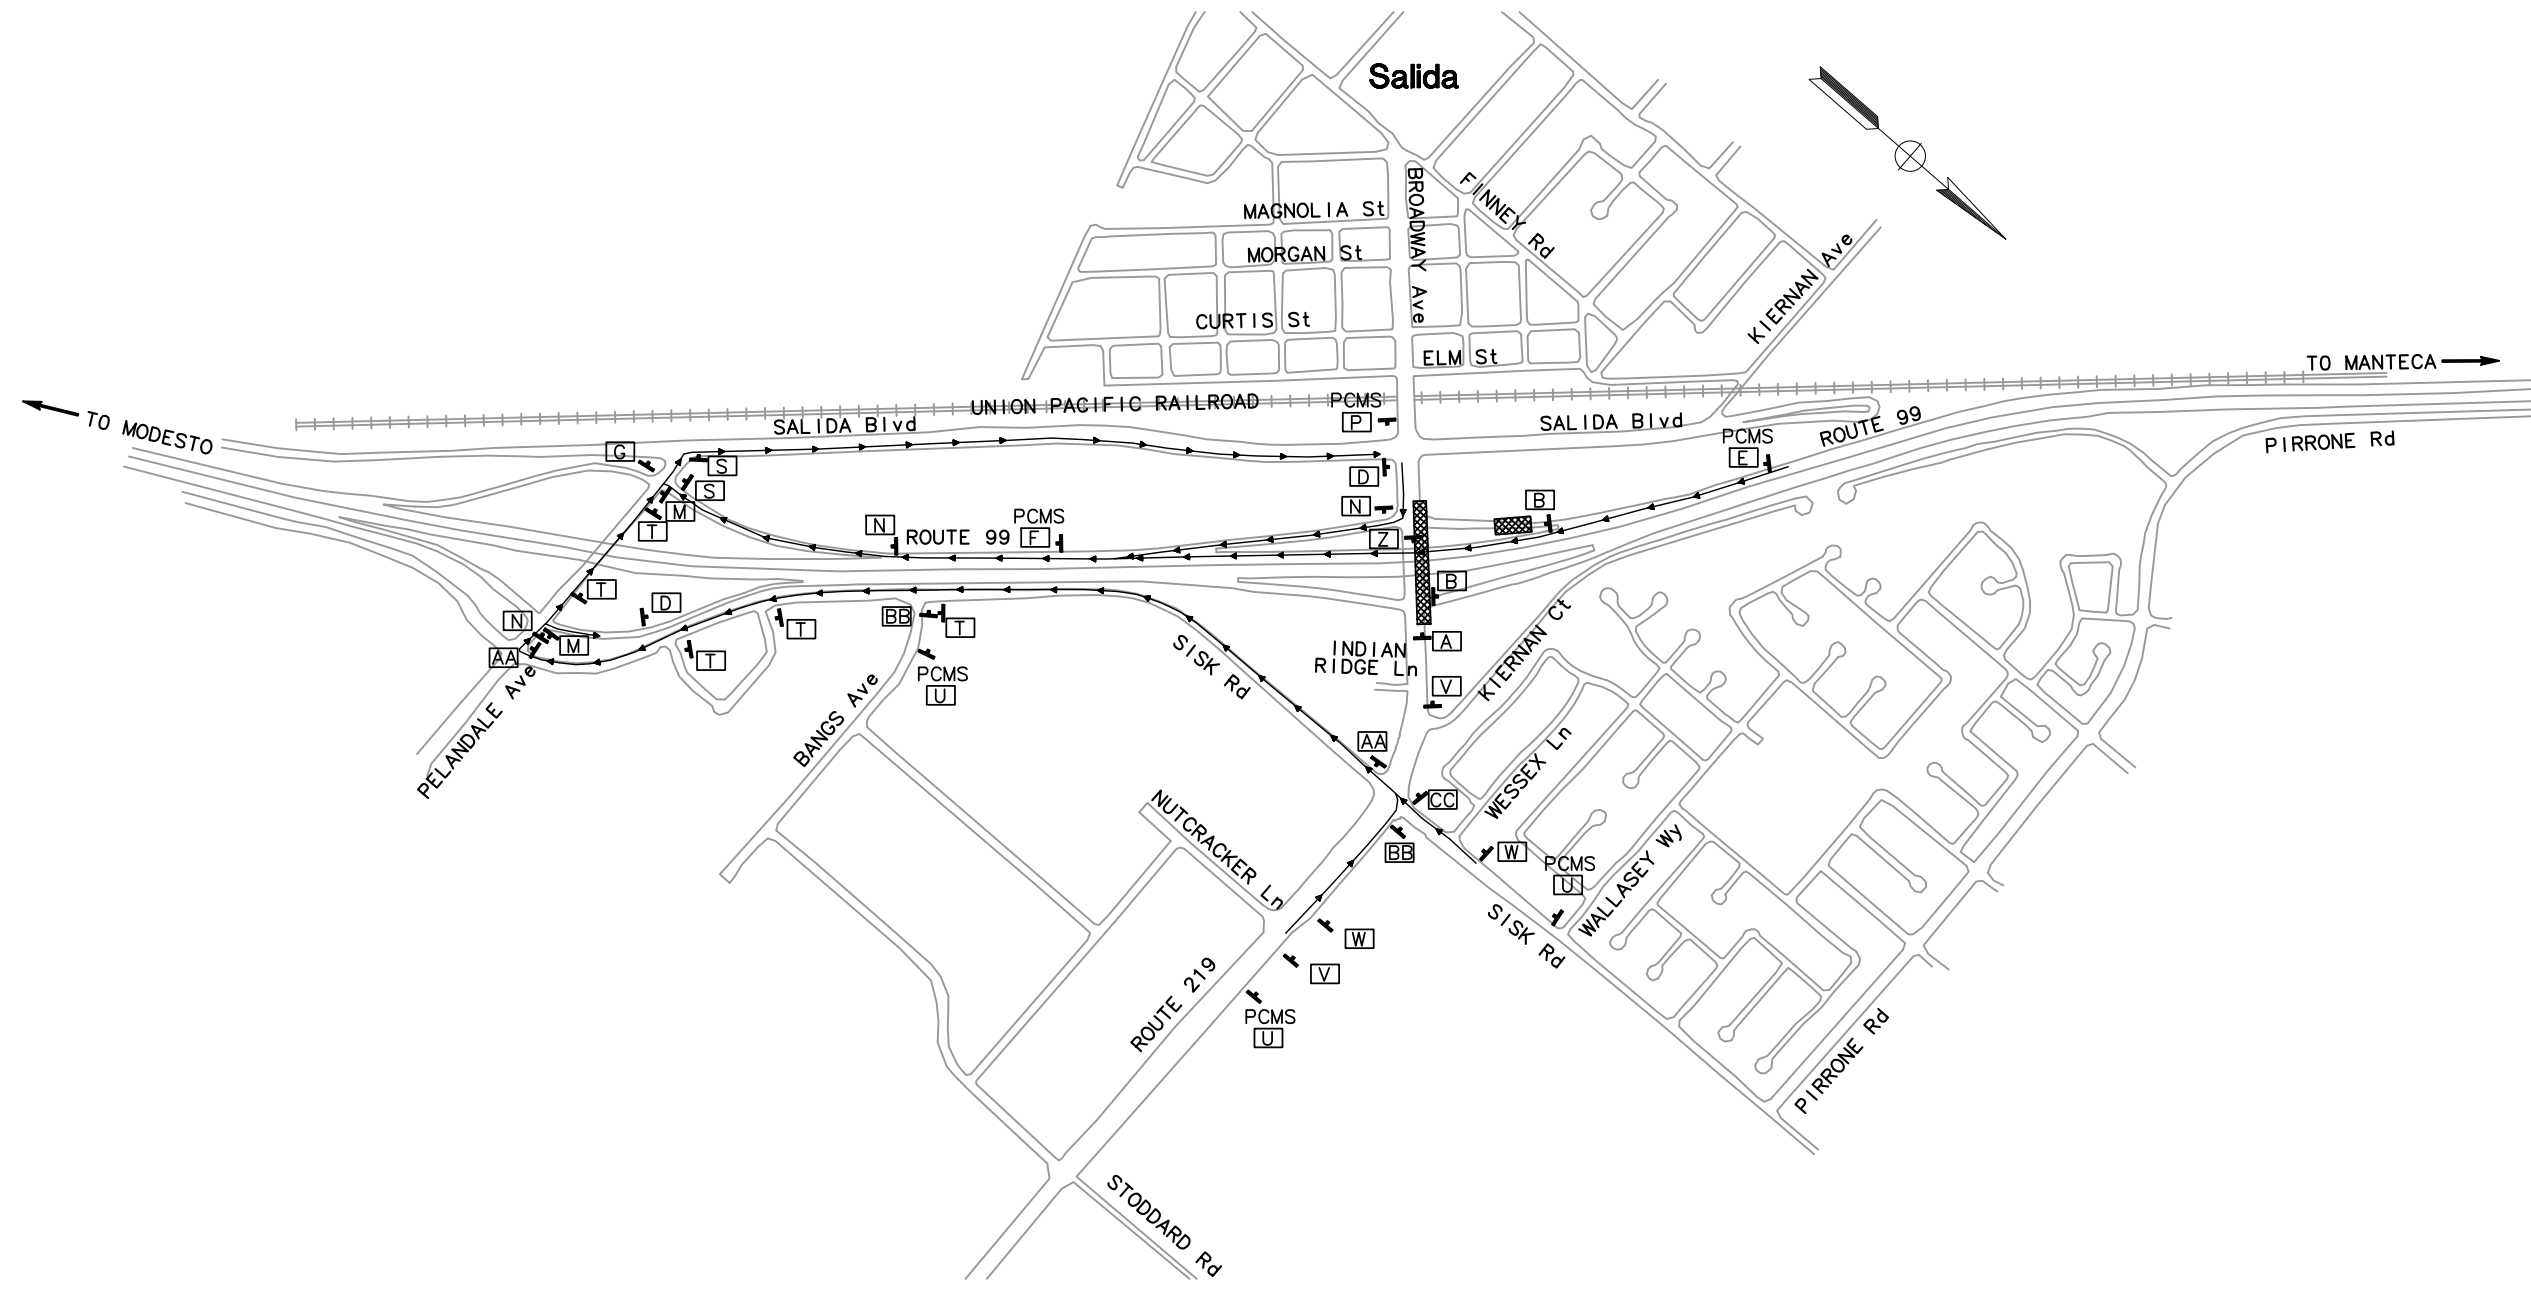 Salida
BROADWAY Ave
FINNEY Rd
MAGNOLIA St
MORGAN St
KIERNAN Ave
CURTIS St
ELM St
TO MANTECA
UNION PACIFIC RAILROAD
PCMS
P
TO MODESTO
SALIDA Blvd
SALIDA Blvd
ROUTE 99
PIRRONE Rd
PCMS
E
G
S
D
S
M
N
B
T
N
ROUTE 99
PCMS
F
Z
T
B
D
N
M
AA
T
T
BB
T
PCMS
U
A
INDIAN
RIDGE Ln
KIERNAN Ct
SISK Rd
V
PELANDALE Ave
BANGS Ave
AA
WESSEX Ln
CC
NUTCRACKER Ln
BB
W
PCMS
U
WALLASEY Wy
SISK Rd
W
V
ROUTE 219
PCMS
U
PIRRONE Rd
STODDARD Rd